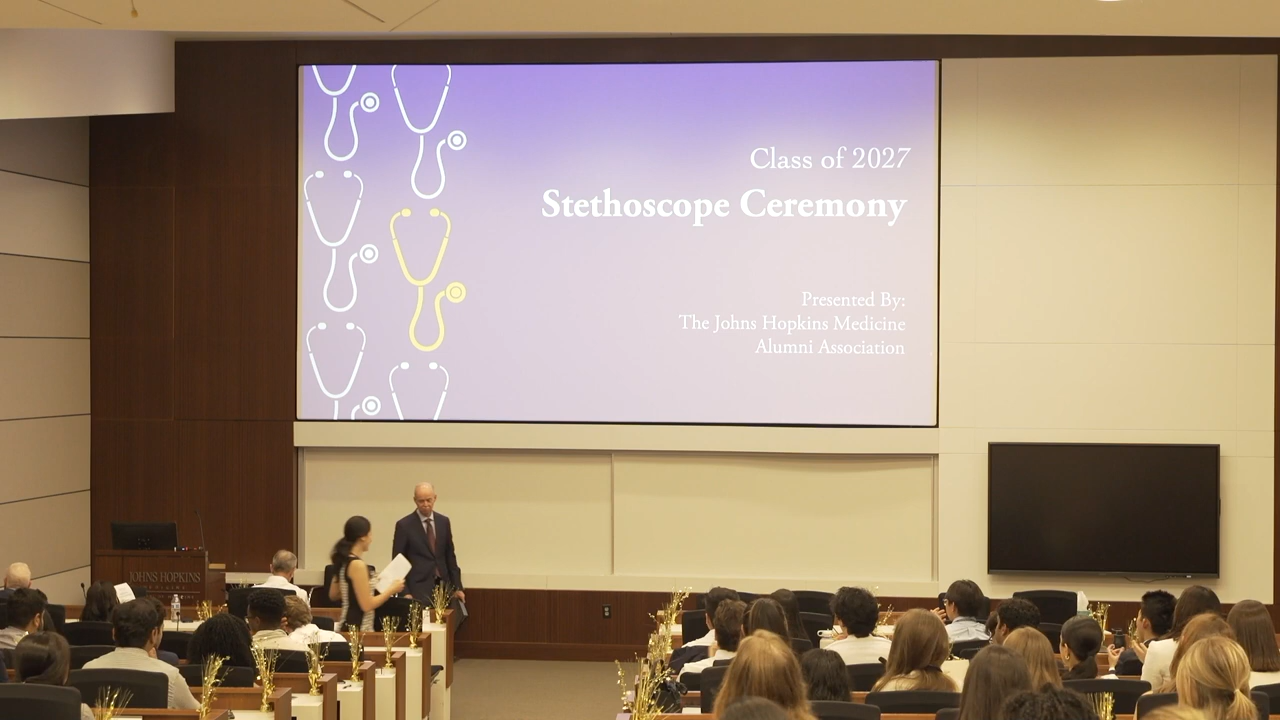 Class of 2027
Stethoscope Ceremony
Presented By:
The Johns Hopkins Medicine
Alumni Association
JOHNS HOPKINS